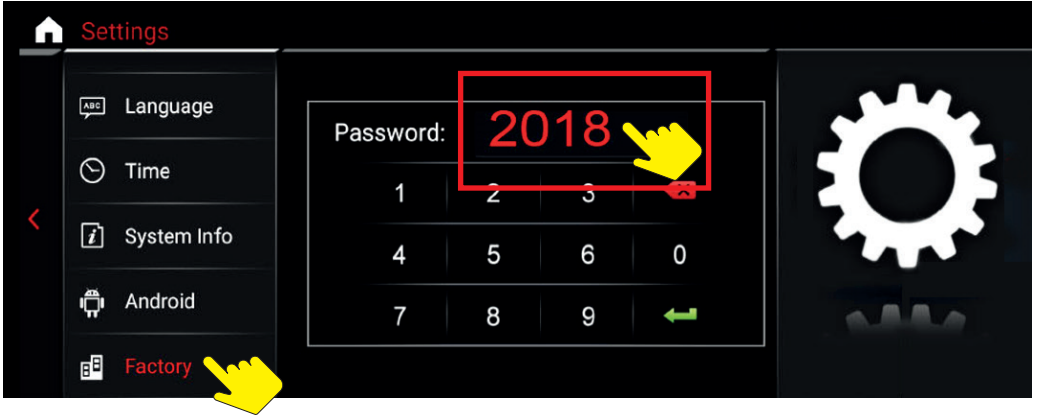 Settings
Language
Time
System Info
Android
Factory
Password: 2018
1 2 3
4 5 6 0
7 8 9
ABC
i